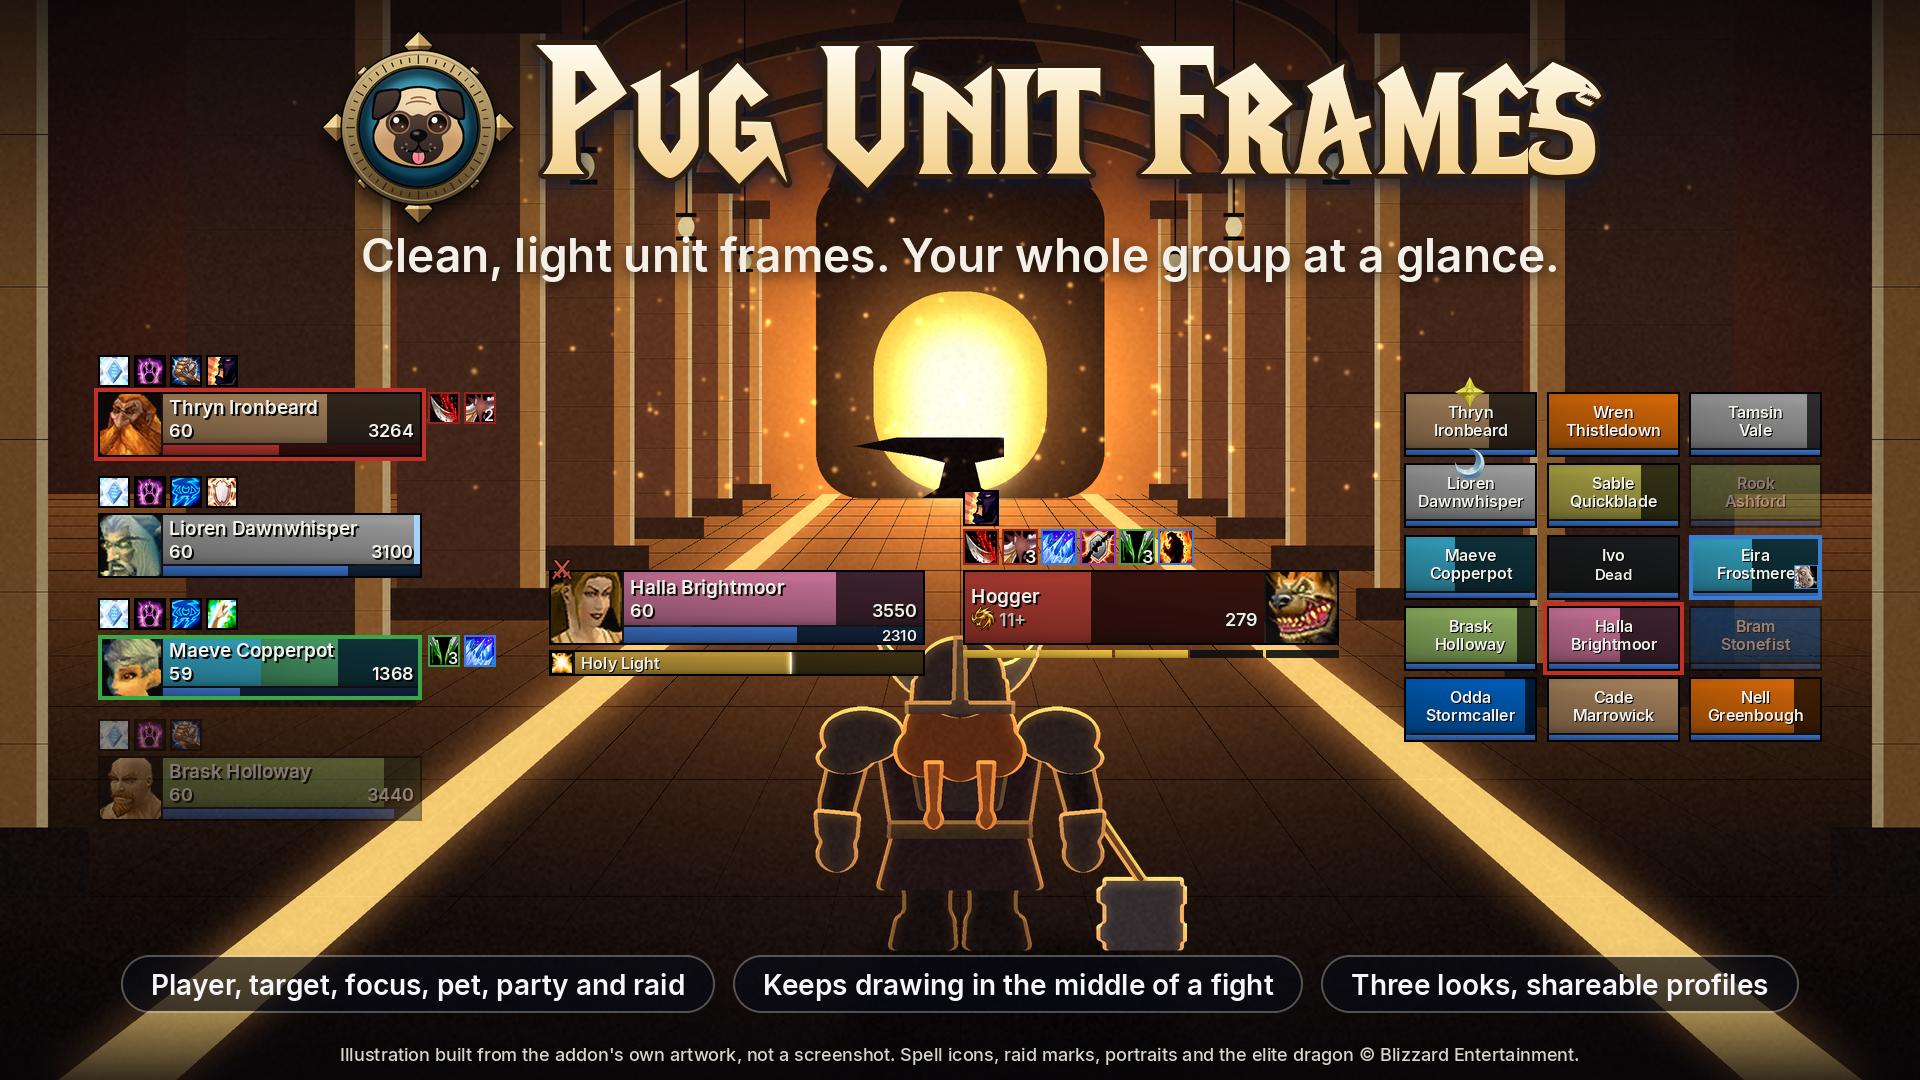 Pug Unit Frames
Clean, light unit frames. Your whole group at a glance.
Thryn Ironbeard
60 3264
2
Lioren Dawnwhisper
60 3100
Maeve Copperpot
59 1368
3
Brask Holloway
60 3440
Halla Brightmoor
60 3550
2310
Holy Light
3
3
Hogger
11+ 279
Thryn
Ironbeard
Wren
Thistledown
Tamsin
Vale
Lioren
Dawnwhisper
Sable
Quickblade
Rook
Ashford
Maeve
Copperpot
Ivo
Dead
Eira
Frostmere
Brask
Holloway
Halla
Brightmoor
Bram
Stonefist
Odda
Stormcaller
Cade
Marrowick
Nell
Greenbough
Player, target, focus, pet, party and raid
Keeps drawing in the middle of a fight
Three looks, shareable profiles
Illustration built from the addon's own artwork, not a screenshot. Spell icons, raid marks, portraits and the elite dragon © Blizzard Entertainment.